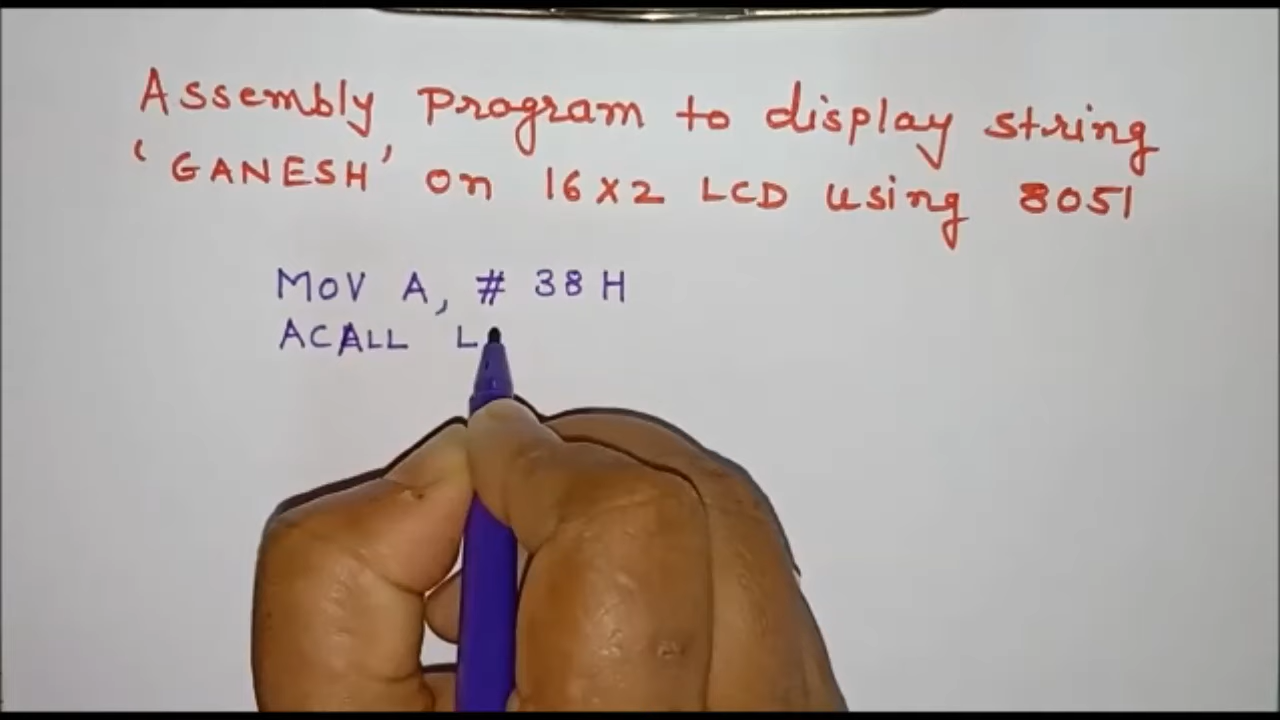 Assembly Program to display string
'GANESH' on 16x2 LCD using 8051
MOV A, # 38 H
ACALL L